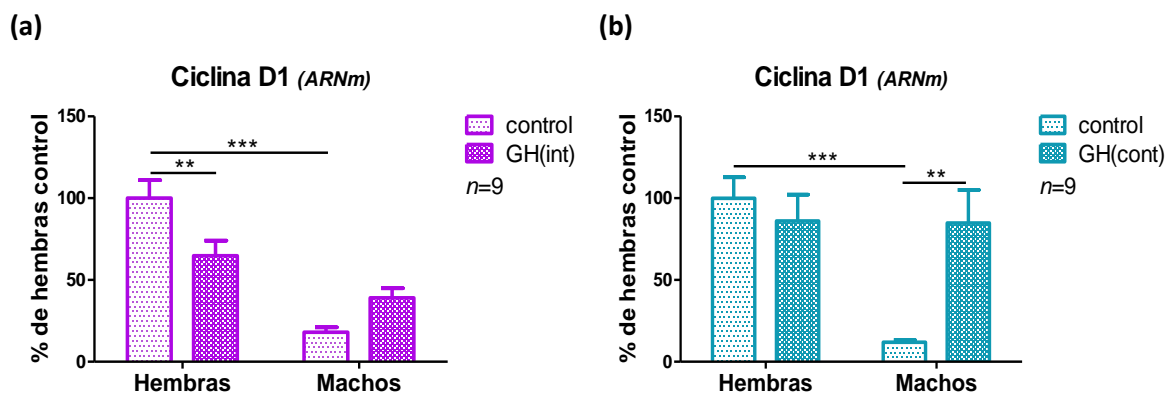 (a)
Ciclina D1 (ARNm)
% de hembras control
150
100
50
0
***
**
Hembras
Machos
control
GH(int)
n=9
(b)
Ciclina D1 (ARNm)
% de hembras control
150
100
50
0
***
**
Hembras
Machos
control
GH(cont)
n=9